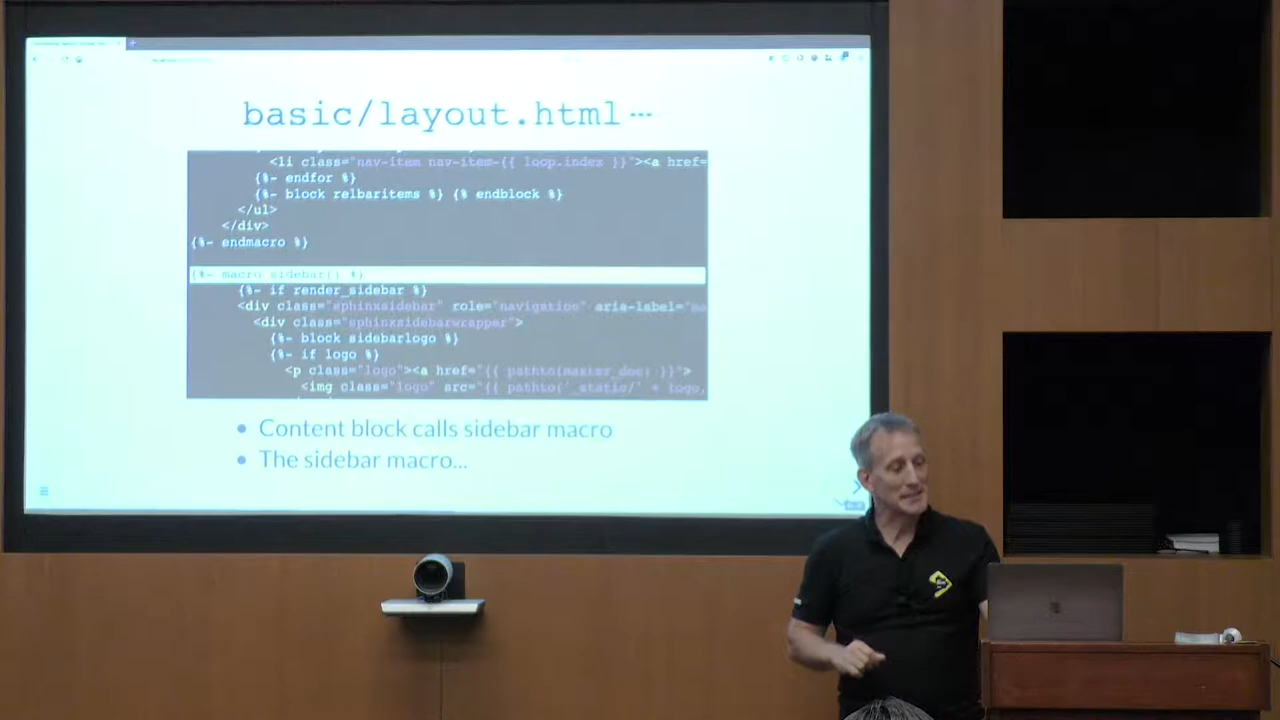 basic/layout.html ...
<li class="nav-item nav-item-{{ loop.index }}"><a href=
{%- endfor %}
{%- block relbaritems %} {% endblock %}
</ul>
</div>
{%- endmacro %}
{%- macro sidebar() %}
{%- if render_sidebar %}
<div class="sphinxsidebar" role="navigation" aria-label=
<div class="sphinxsidebarwrapper">
{%- block sidebarlogo %}
{%- if logo %}
<p class="logo"><a href="{{ pathto(master_doc) }}">
<img class="logo" src="{{ pathto('_static/' + logo,
• Content block calls sidebar macro
• The sidebar macro...